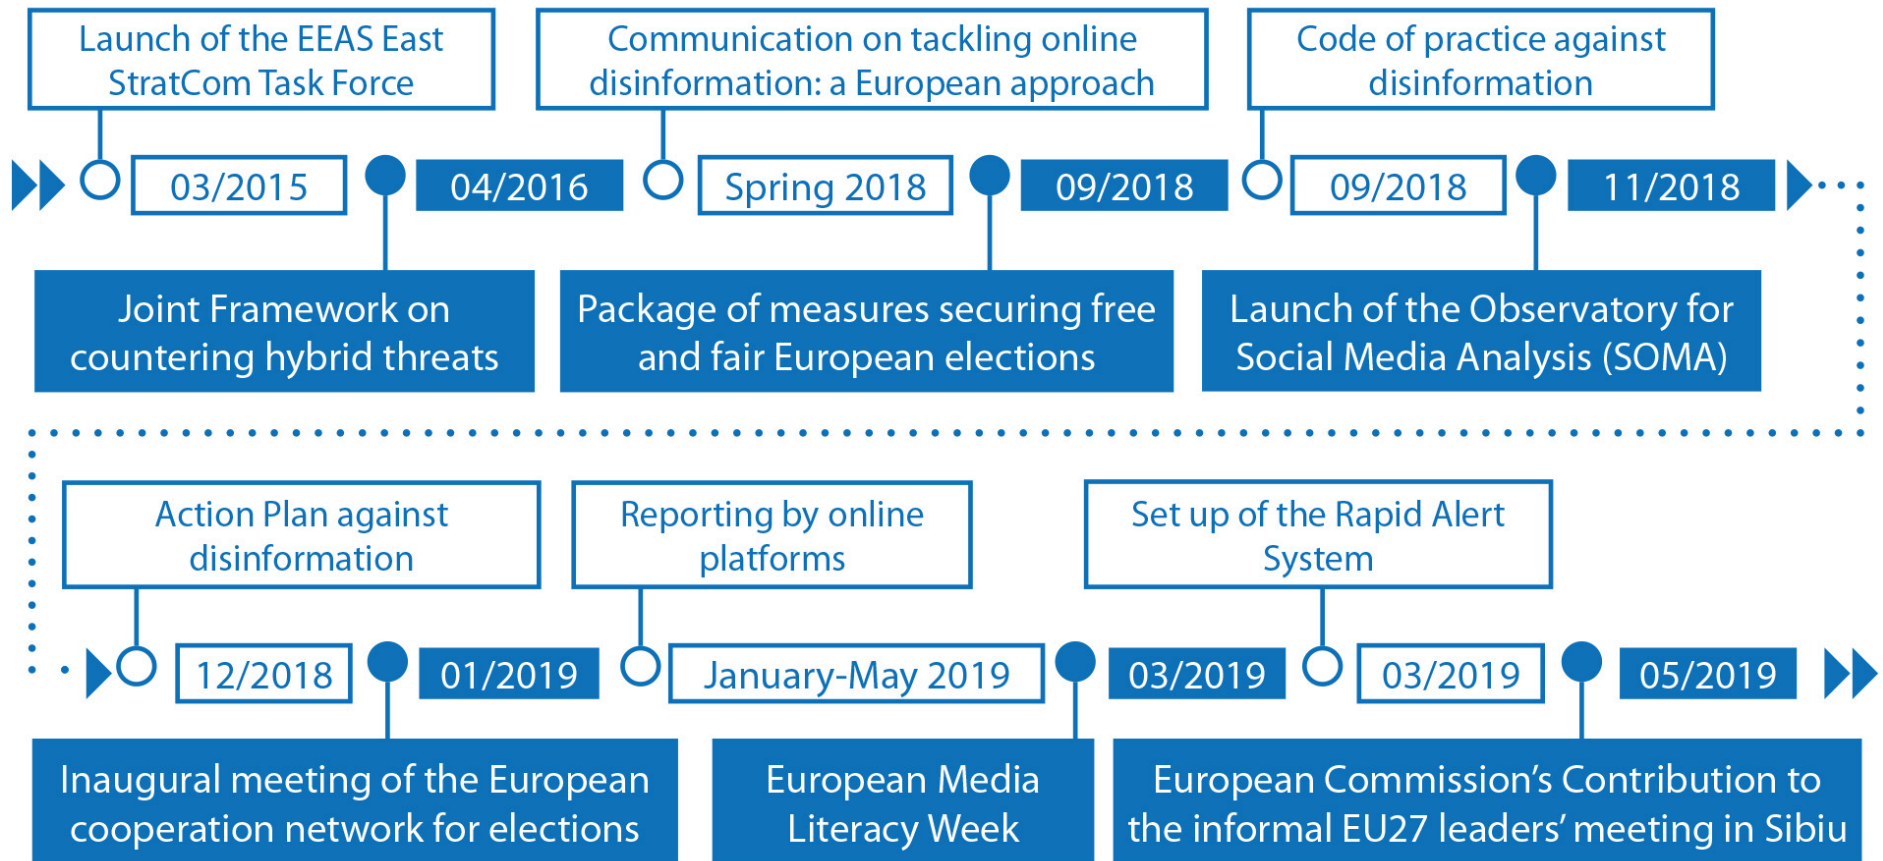 Launch of the EEAS East
StratCom Task Force
Communication on tackling online
disinformation: a European approach
Code of practice against
disinformation
03/2015
04/2016
Spring 2018
09/2018
09/2018
11/2018
Joint Framework on
countering hybrid threats
Package of measures securing free
and fair European elections
Launch of the Observatory for
Social Media Analysis (SOMA)
Action Plan against
disinformation
Reporting by online
platforms
Set up of the Rapid Alert
System
12/2018
01/2019
January-May 2019
03/2019
03/2019
05/2019
Inaugural meeting of the European
cooperation network for elections
European Media
Literacy Week
European Commission’s Contribution to
the informal EU27 leaders’ meeting in Sibiu